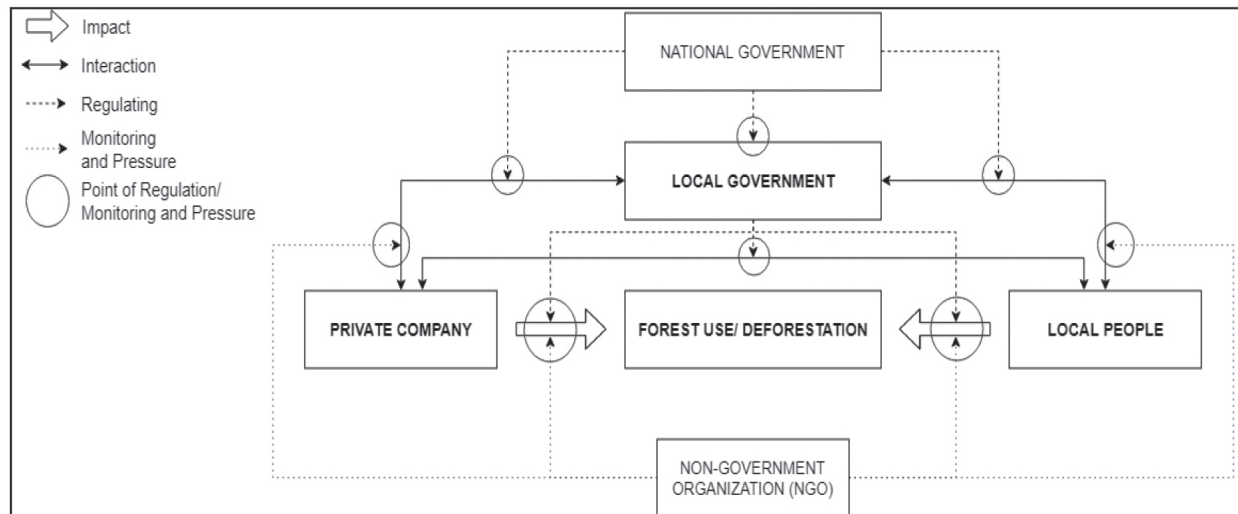 Impact
Interaction
Regulating
Monitoring
and Pressure
Point of Regulation/
Monitoring and Pressure
NATIONAL GOVERNMENT
LOCAL GOVERNMENT
PRIVATE COMPANY
FOREST USE/ DEFORESTATION
LOCAL PEOPLE
NON-GOVERNMENT
ORGANIZATION (NGO)